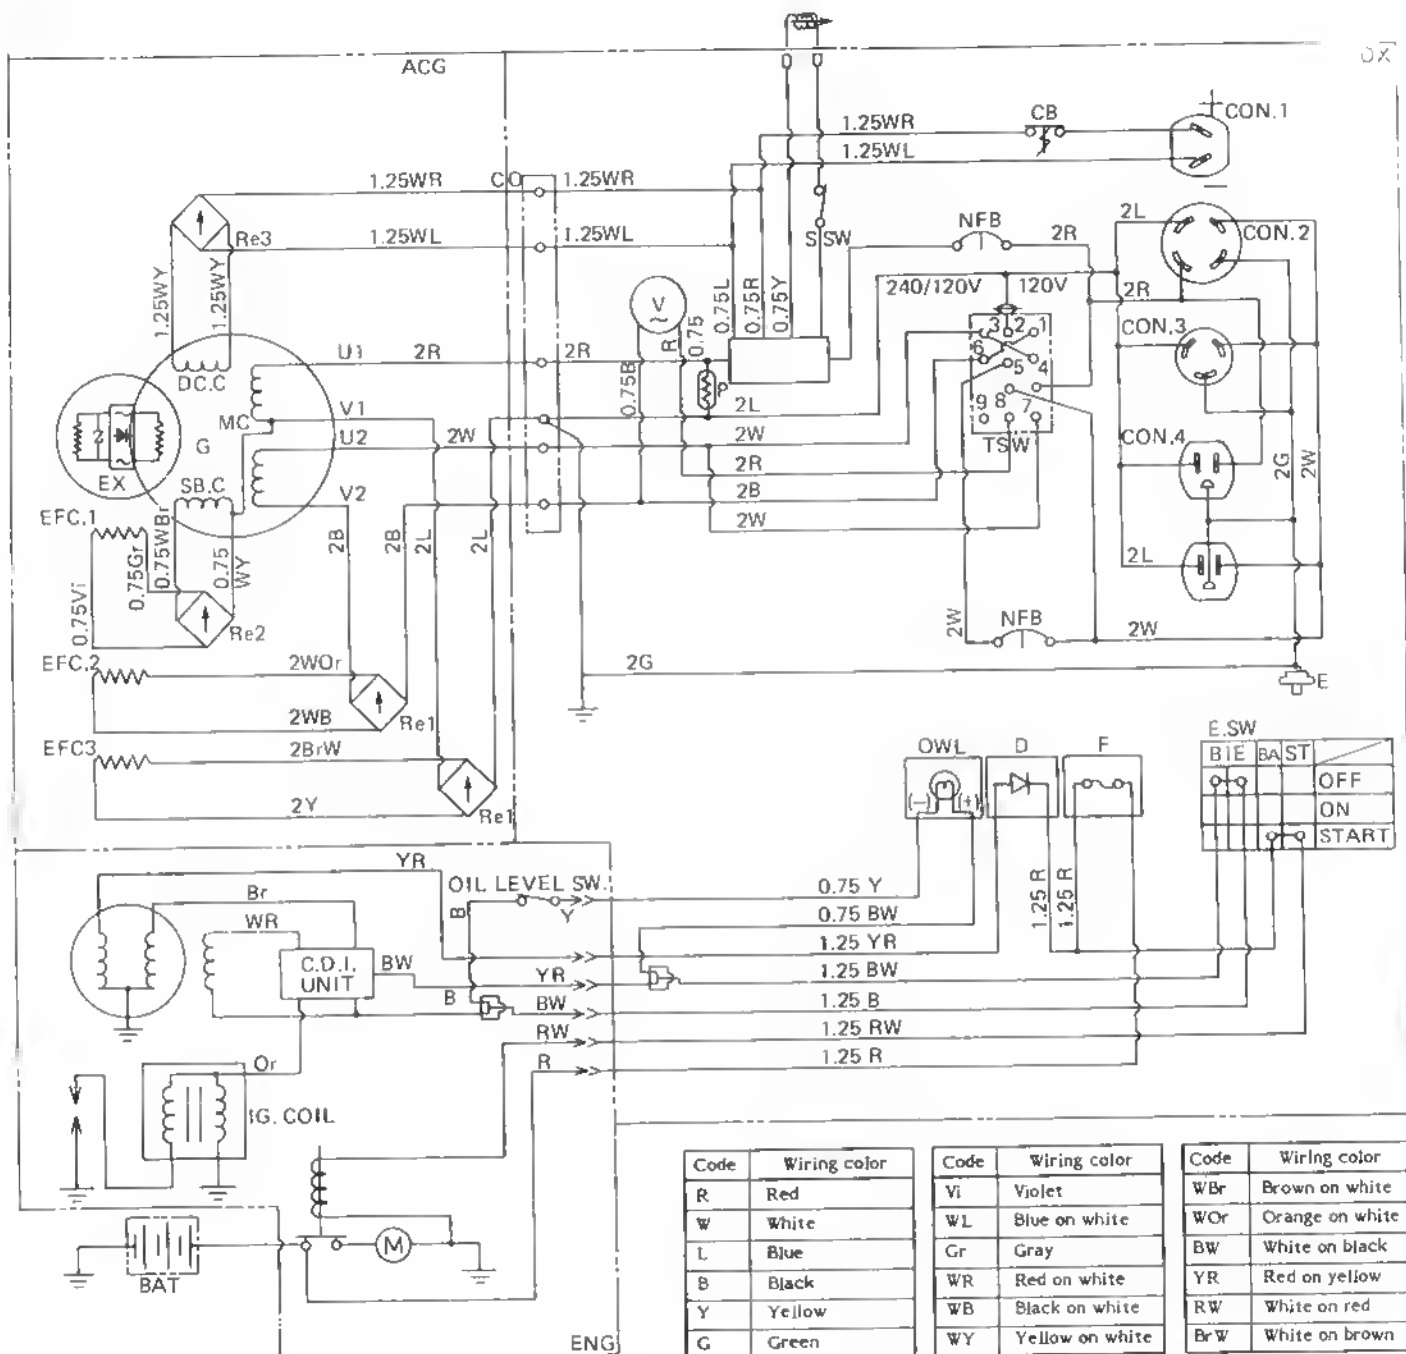 ACG
CB
CON.1
1.25WR
1.25WL
1.25WR
CO
1.25WR
1.25WL
1.25WL
Re3
S SW
NFB
2R
2L
CON.2
1.25WY
1.25WY
V
0.75L
0.75R
0.75Y
240/120V
120V
2R
CON.3
3 2 1
6
5 4
9 8 7
TSW
U1
2R
2R
0.75B
R
0.75
DC.C
MC
V1
G
U2
2W
2L
2W
2R
2B
2W
CON.4
2G
2W
EX
SB.C
V2
EFC.1
0.75Vi
0.75Gr
0.75WBr
0.75
WY
Re2
2B
2B
2L
2L
2L
2W
NFB
2W
EFC.2
2WOr
2G
E
2WB
Re1
EFC3
2BrW
2Y
Re1
OWL
D
F
(-)
(+)
E.SW
B IE BA ST
OFF
ON
START
YR
OIL LEVEL SW.
Br
B
Y
0.75 Y
WR
0.75 BW
1.25 R
1.25 R
C.D.I.
UNIT
BW
1.25 YR
YR
1.25 BW
B
BW
1.25 B
RW
1.25 RW
R
1.25 R
Or
IG. COIL
M
BAT
ENG
Code Wiring color
R Red
W White
L Blue
B Black
Y Yellow
G Green
Code Wiring color
Vi Violet
WL Blue on white
Gr Gray
WR Red on white
WB Black on white
WY Yellow on white
Code Wiring color
WBr Brown on white
WOr Orange on white
BW White on black
YR Red on yellow
RW White on red
BrW White on brown